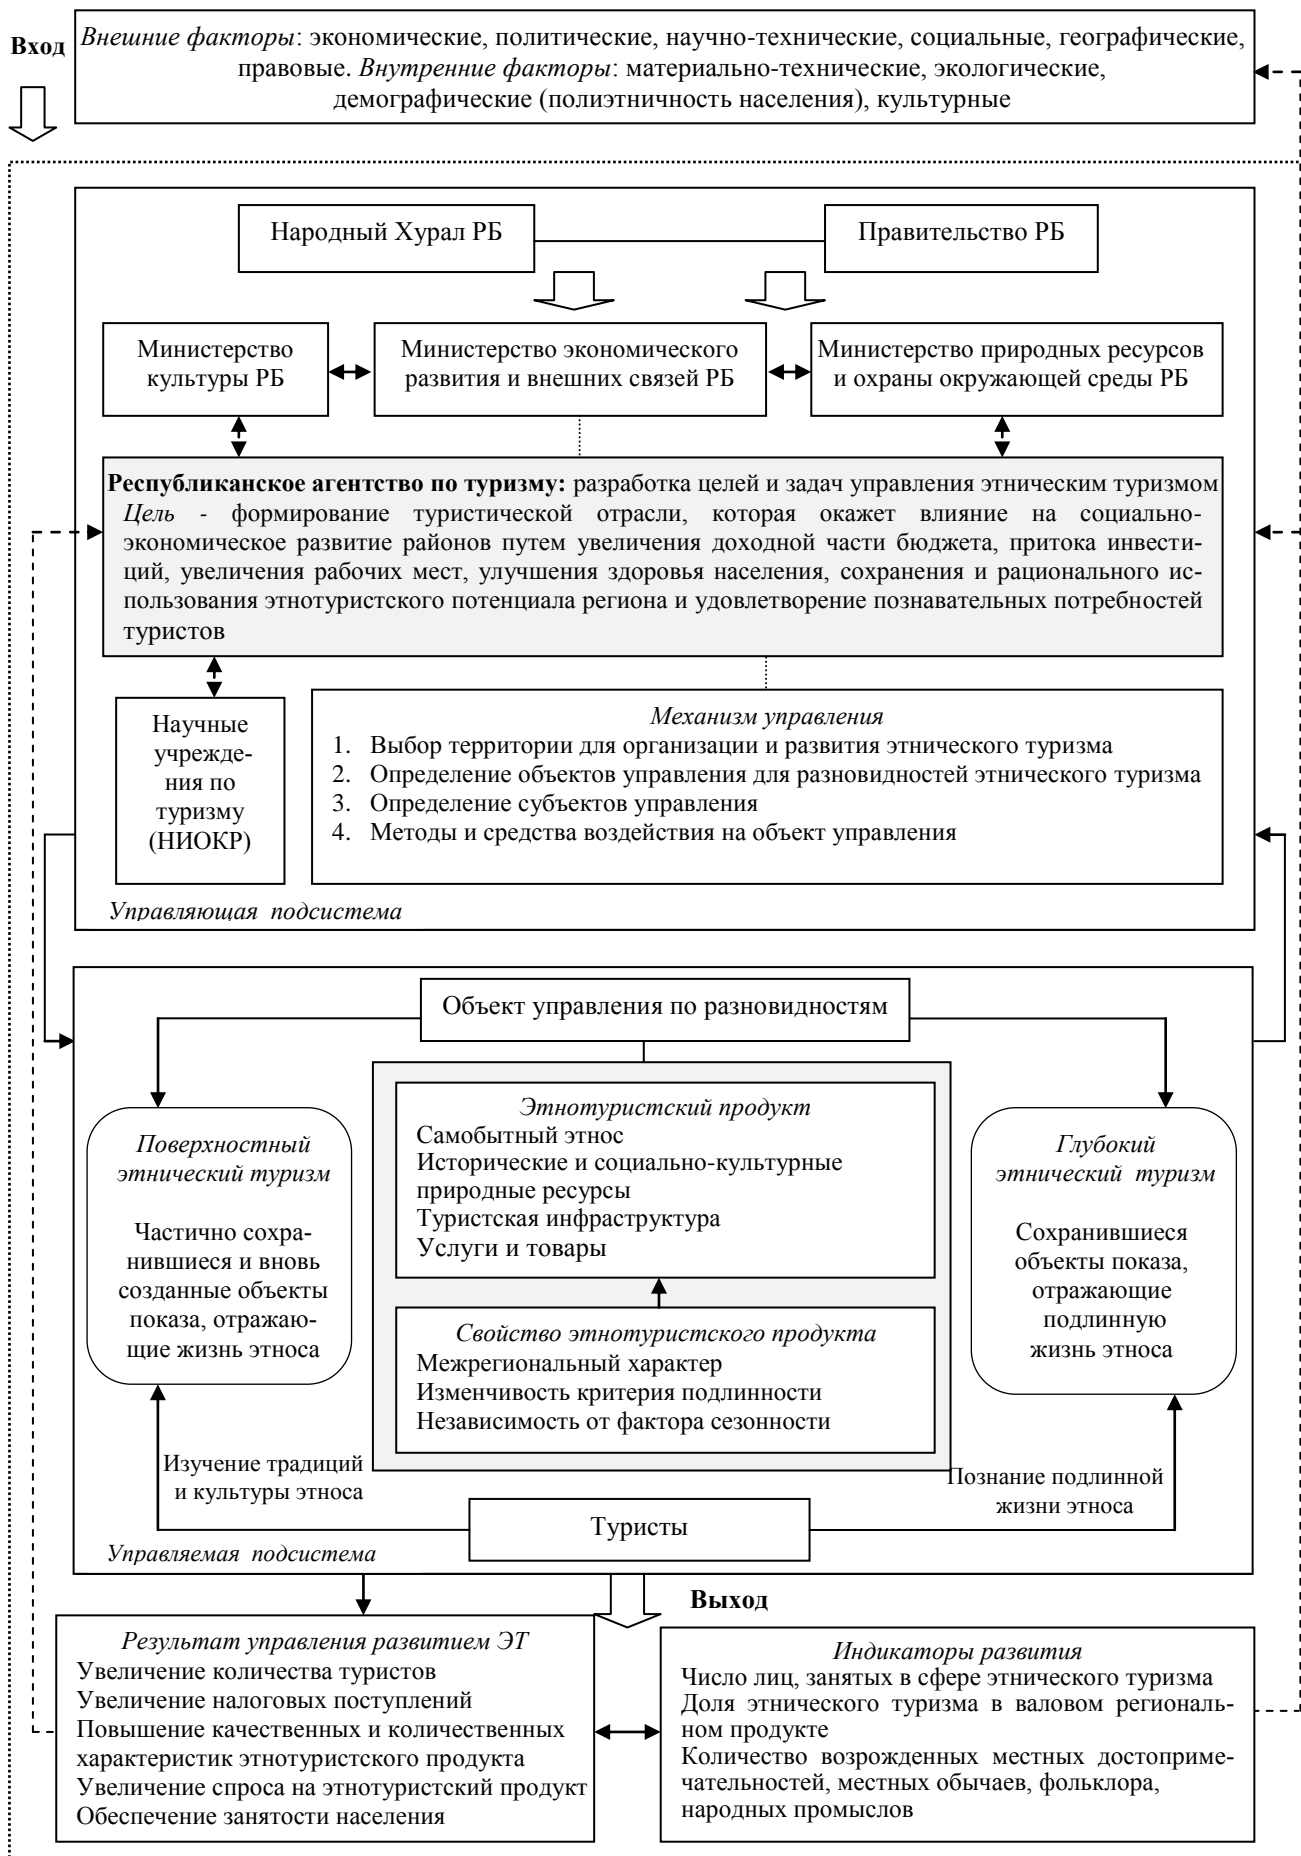 Вход
Внешние факторы: экономические, политические, научно-технические, социальные, географические,
правовые. Внутренние факторы: материально-технические, экологические,
демографические (полиэтничность населения), культурные
Народный Хурал РБ
Правительство РБ
Министерство
культуры РБ
Министерство экономического
развития и внешних связей РБ
Министерство природных ресурсов
и охраны окружающей среды РБ
Республиканское агентство по туризму: разработка целей и задач управления этническим туризмом
Цель - формирование туристической отрасли, которая окажет влияние на социально-
экономическое развитие районов путем увеличения доходной части бюджета, притока инвести-
ций, увеличения рабочих мест, улучшения здоровья населения, сохранения и рационального ис-
пользования этнотуристского потенциала региона и удовлетворение познавательных потребностей
туристов
Научные
учрежде-
ния по
туризму
(НИОКР)
Механизм управления
1. Выбор территории для организации и развития этнического туризма
2. Определение объектов управления для разновидностей этнического туризма
3. Определение субъектов управления
4. Методы и средства воздействия на объект управления
Управляющая подсистема
Объект управления по разновидностям
Поверхностный
этнический туризм
Частично сохра-
нившиеся и вновь
созданные объекты
показа, отражаю-
щие жизнь этноса
Этнотуристский продукт
Самобытный этнос
Исторические и социально-культурные
природные ресурсы
Туристская инфраструктура
Услуги и товары
Свойство этнотуристского продукта
Межрегиональный характер
Изменчивость критерия подлинности
Независимость от фактора сезонности
Глубокий
этнический туризм
Сохранившиеся
объекты показа,
отражающие
подлинную
жизнь этноса
Изучение традиций
и культуры этноса
Познание подлинной
жизни этноса
Туристы
Управляемая подсистема
Выход
Результат управления развитием ЭТ
Увеличение количества туристов
Увеличение налоговых поступлений
Повышение качественных и количественных
характеристик этнотуристского продукта
Увеличение спроса на этнотуристский продукт
Обеспечение занятости населения
Индикаторы развития
Число лиц, занятых в сфере этнического туризма
Доля этнического туризма в валовом региональ-
ном продукте
Количество возрожденных местных достоприме-
чательностей, местных обычаев, фольклора,
народных промыслов